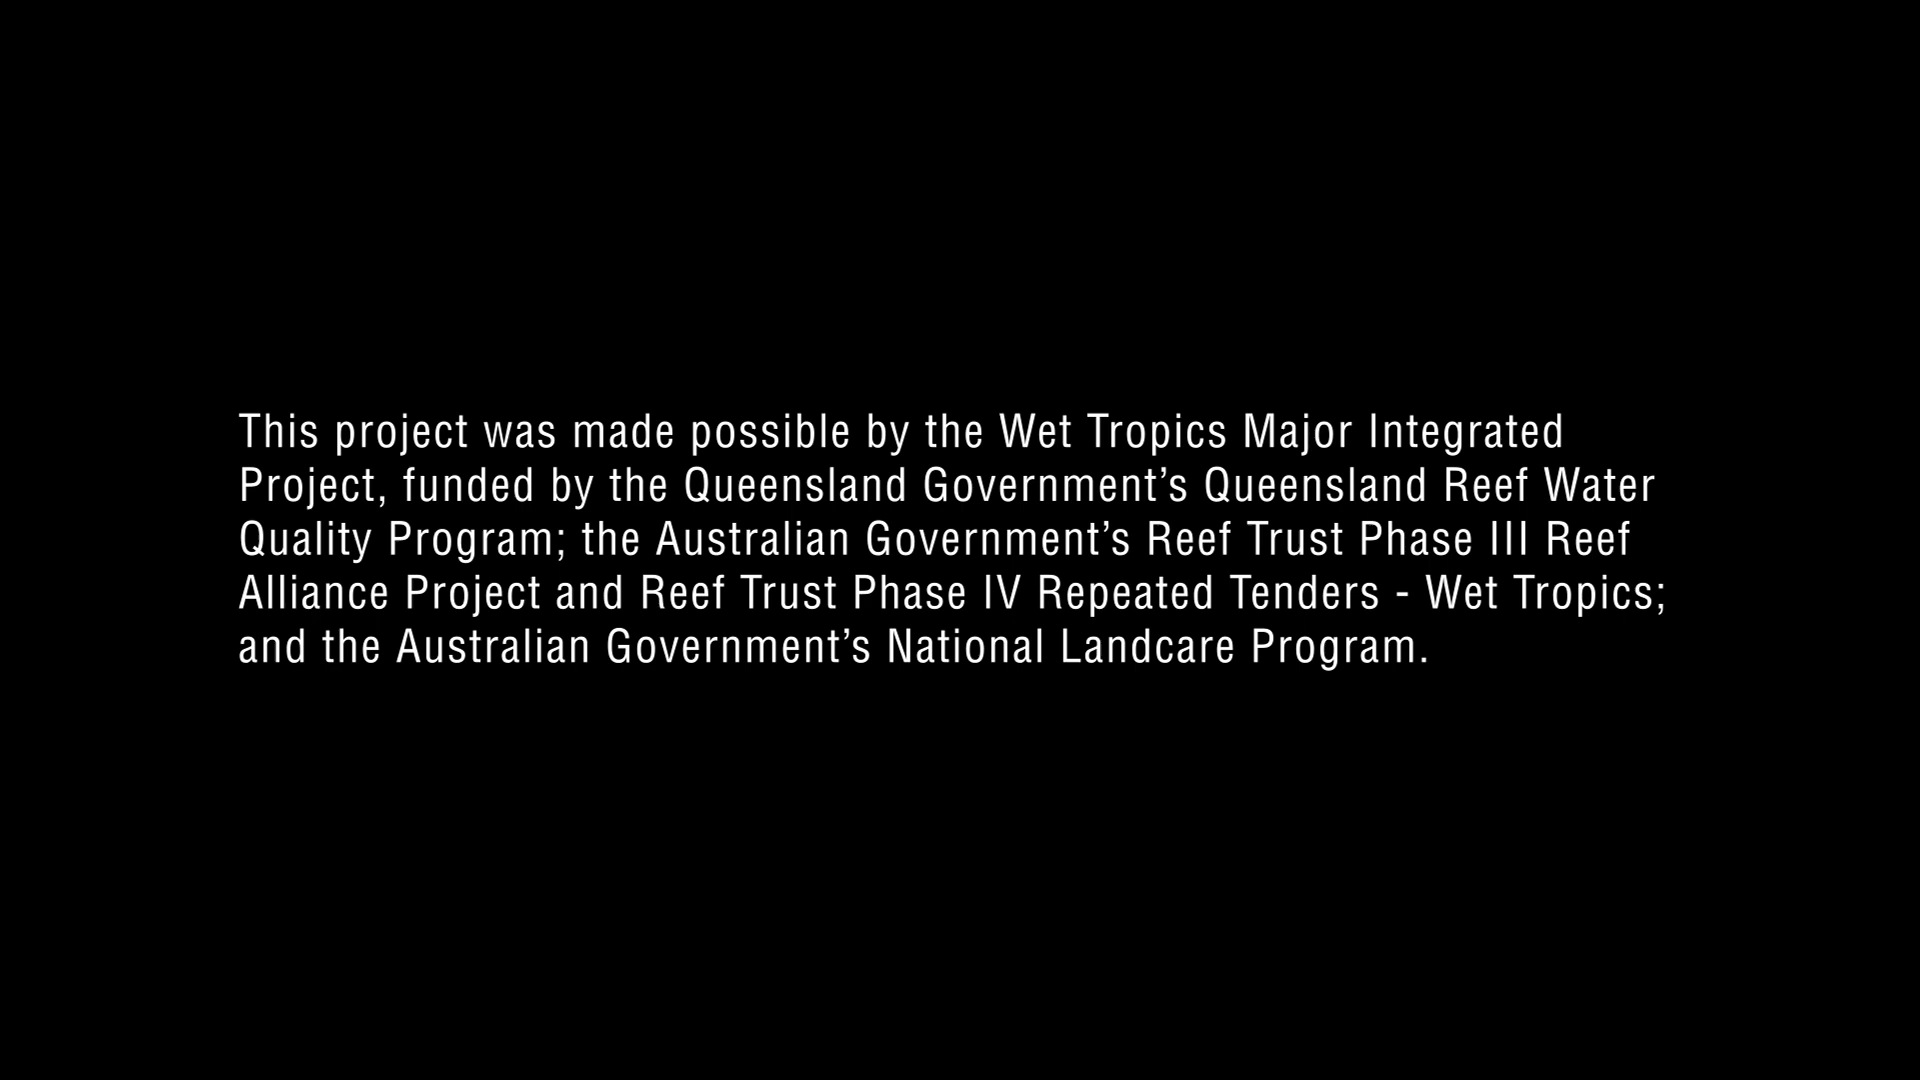 This project was made possible by the Wet Tropics Major Integrated
Project, funded by the Queensland Government’s Queensland Reef Water
Quality Program; the Australian Government’s Reef Trust Phase III Reef
Alliance Project and Reef Trust Phase IV Repeated Tenders - Wet Tropics;
and the Australian Government’s National Landcare Program.